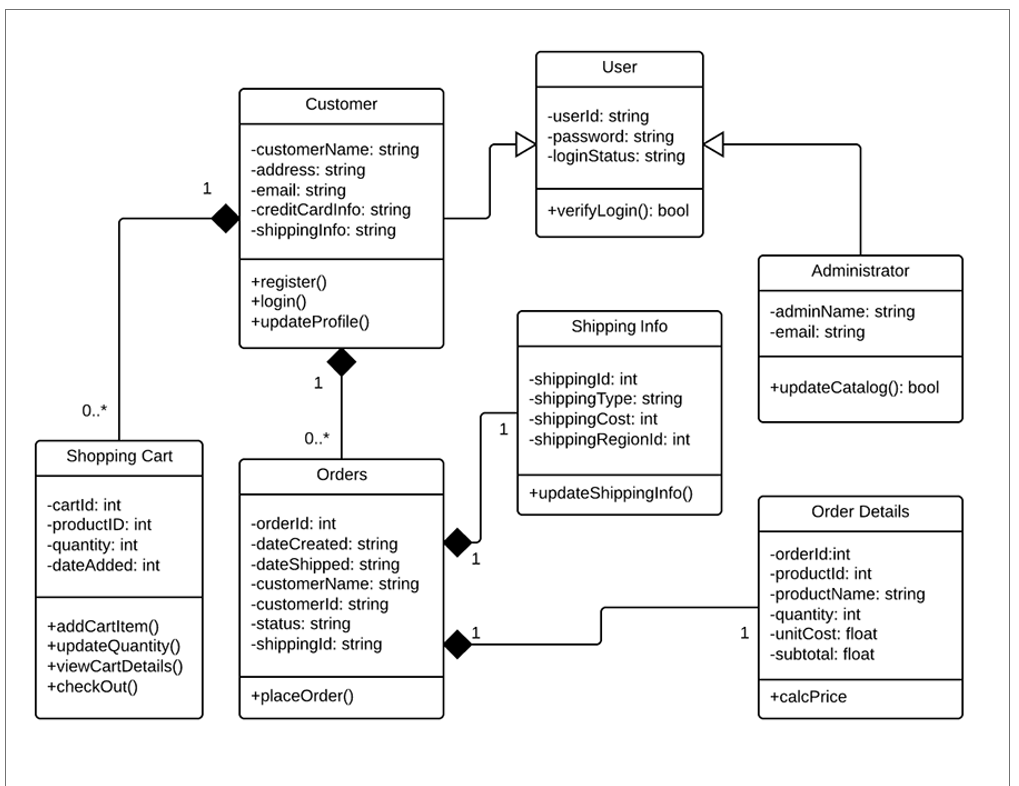 User
-userId: string
-password: string
-loginStatus: string
+verifyLogin(): bool
Customer
-customerName: string
-address: string
-email: string
-creditCardInfo: string
-shippingInfo: string
+register()
+login()
+updateProfile()
1
0..*
1
0..*
Administrator
-adminName: string
-email: string
+updateCatalog(): bool
Shipping Info
-shippingId: int
-shippingType: string
-shippingCost: int
-shippingRegionId: int
+updateShippingInfo()
1
1
Shopping Cart
-cartId: int
-productID: int
-quantity: int
-dateAdded: int
+addCartItem()
+updateQuantity()
+viewCartDetails()
+checkOut()
Orders
-orderId: int
-dateCreated: string
-dateShipped: string
-customerName: string
-customerId: string
-status: string
-shippingId: string
+placeOrder()
1
1
Order Details
-orderId:int
-productId: int
-productName: string
-quantity: int
-unitCost: float
-subtotal: float
+calcPrice